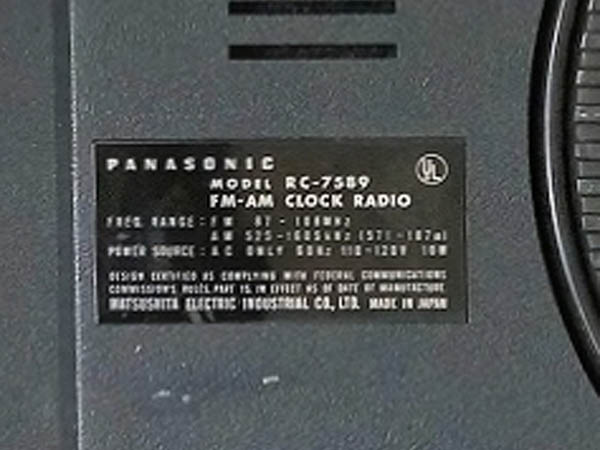 PANASONIC
UL
MODEL RC-7589
FM-AM CLOCK RADIO
FREQ. RANGE: FM 87 - 108MHz
AM 525-1605kHz (571-187m)
POWER SOURCE: AC ONLY 60Hz 110-120V 10W
DESIGN CERTIFIED AS COMPLYING WITH FEDERAL COMMUNICATIONS
COMMISSION'S RULES, PART 15, IN EFFECT AS OF DATE OF MANUFACTURE
MATSUSHITA ELECTRIC INDUSTRIAL CO., LTD. MADE IN JAPAN